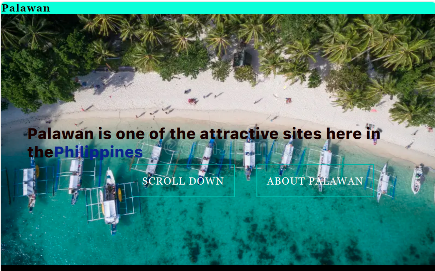 Palawan
Palawan is one of the attractive sites here in
thePhilippines
SCROLL DOWN
ABOUT PALAWAN